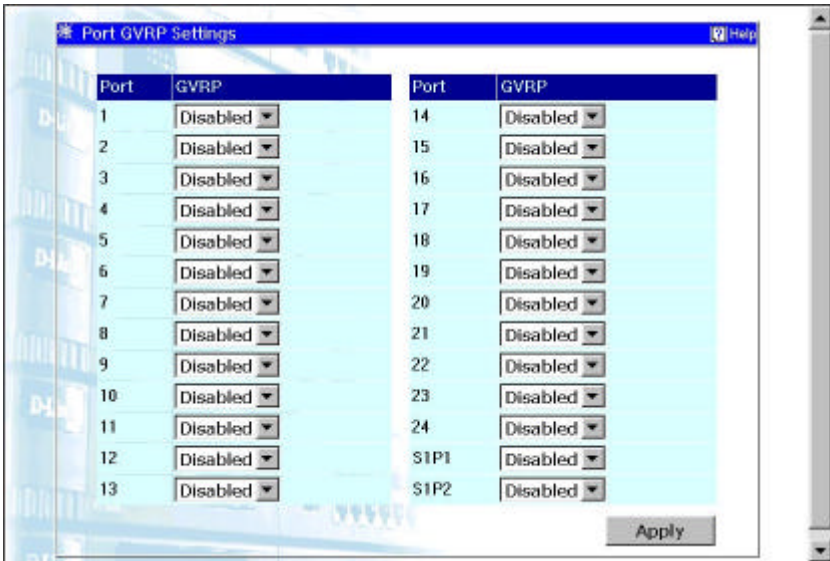 Port GVRP Settings
Help
Port GVRP Port GVRP
1 Disabled 14 Disabled
2 Disabled 15 Disabled
3 Disabled 16 Disabled
4 Disabled 17 Disabled
5 Disabled 18 Disabled
6 Disabled 19 Disabled
7 Disabled 20 Disabled
8 Disabled 21 Disabled
9 Disabled 22 Disabled
10 Disabled 23 Disabled
11 Disabled 24 Disabled
12 Disabled S1P1 Disabled
13 Disabled S1P2 Disabled
Apply